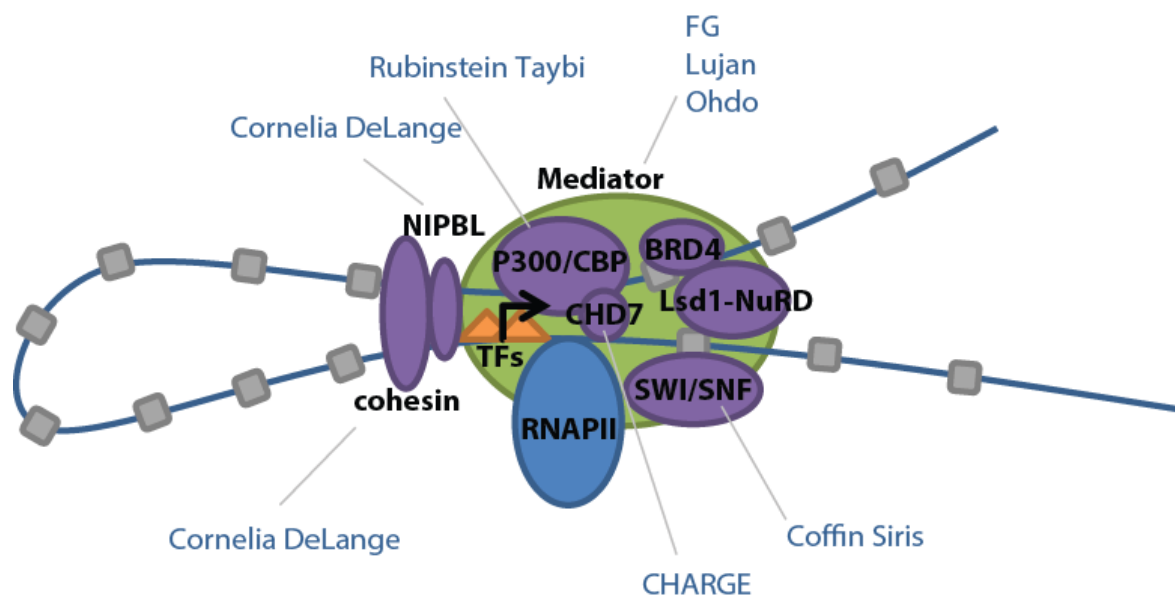 FG
Lujan
Ohdo
Rubinstein Taybi
Cornelia DeLange
Mediator
NIPBL
P300/CBP
BRD4
Lsd1-NuRD
CHD7
TFs
SWI/SNF
cohesin
RNAPII
Cornelia DeLange
Coffin Siris
CHARGE